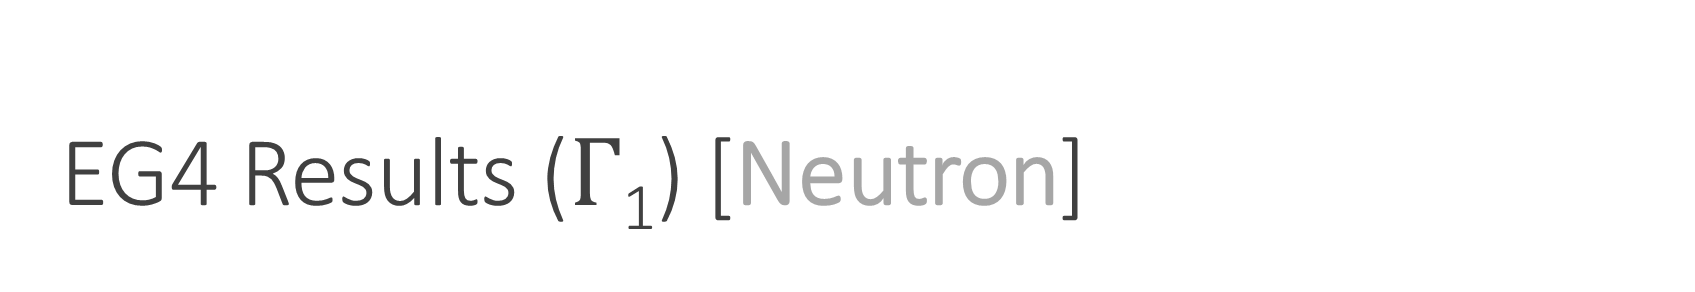 EG4 Results (Γ₁) [Neutron]